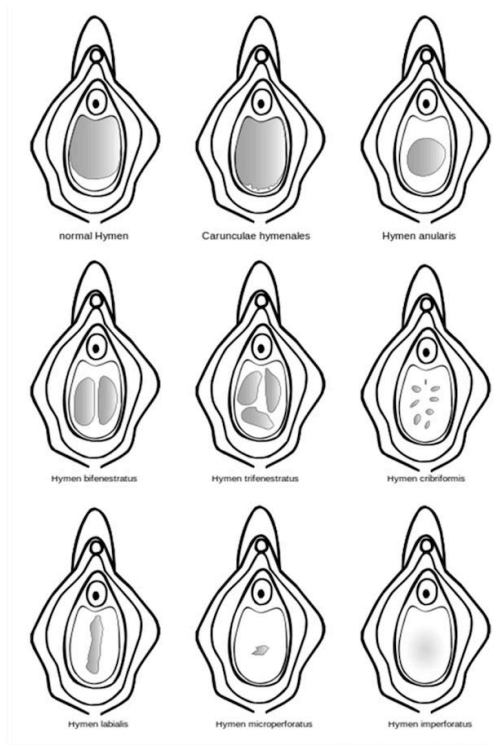 normal Hymen
Carunculae hymenales
Hymen anularis
Hymen bifenestratus
Hymen trifenestratus
Hymen cribriformis
Hymen labialis
Hymen microperforatus
Hymen imperforatus